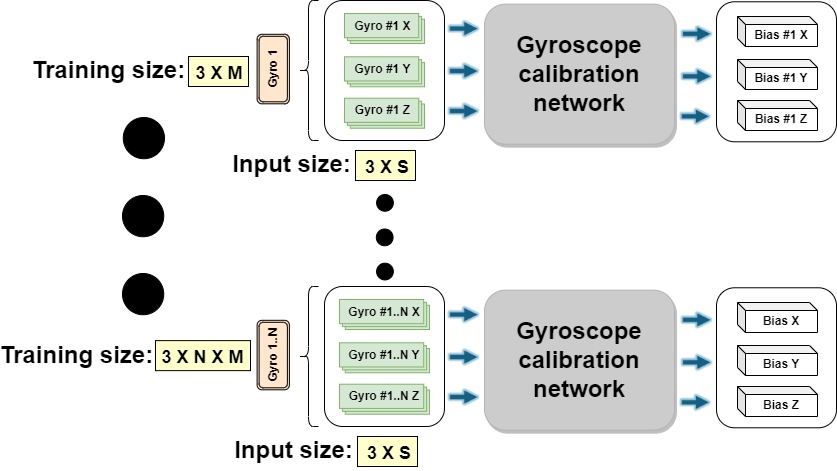 Training size: 3 X M
Gyro 1
Gyro #1 X
Gyro #1 Y
Gyro #1 Z
Gyroscope
calibration
network
Bias #1 X
Bias #1 Y
Bias #1 Z
Input size: 3 X S
Training size: 3 X N X M
Gyro 1..N
Gyro #1..N X
Gyro #1..N Y
Gyro #1..N Z
Gyroscope
calibration
network
Bias X
Bias Y
Bias Z
Input size: 3 X S